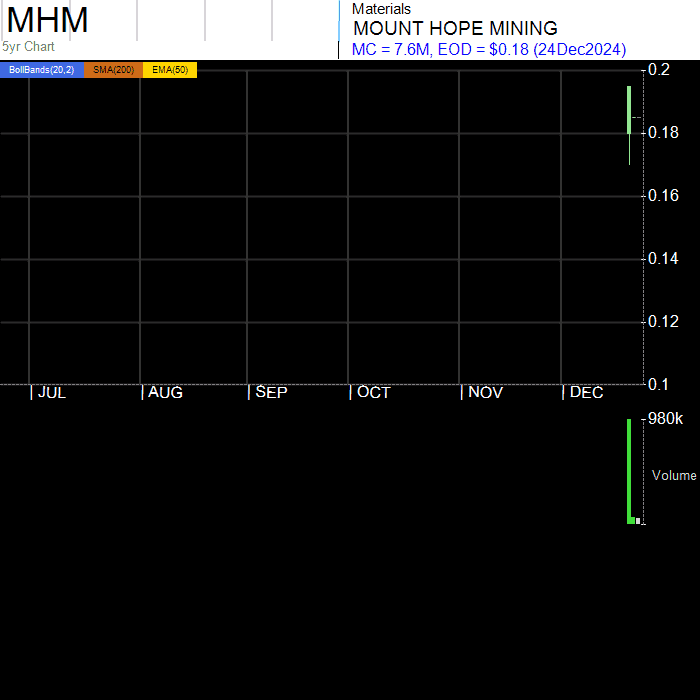 MHM
5yr Chart
Materials
MOUNT HOPE MINING
MC = 7.6M, EOD = $0.18 (24Dec2024)
BollBands(20,2) SMA(200) EMA(50)
0.2
0.18
0.16
0.14
0.12
0.1
| JUL | AUG | SEP | OCT | NOV | DEC
980k
Volume